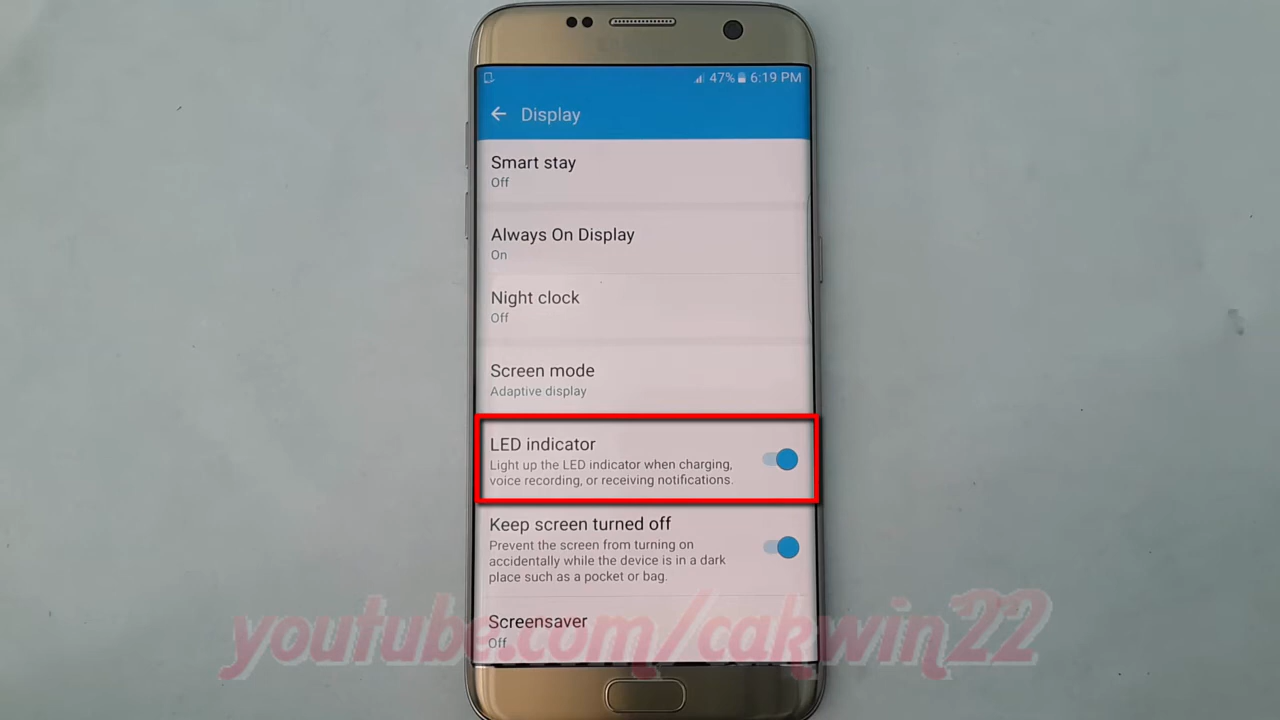 47% 6:19 PM
Display
Smart stay
Off
Always On Display
On
Night clock
Off
Screen mode
Adaptive display
LED indicator
Light up the LED indicator when charging,
voice recording, or receiving notifications.
Keep screen turned off
Prevent the screen from turning on
accidentally while the device is in a dark
place such as a pocket or bag.
Screensaver
Off
youtube.com/cakwin22